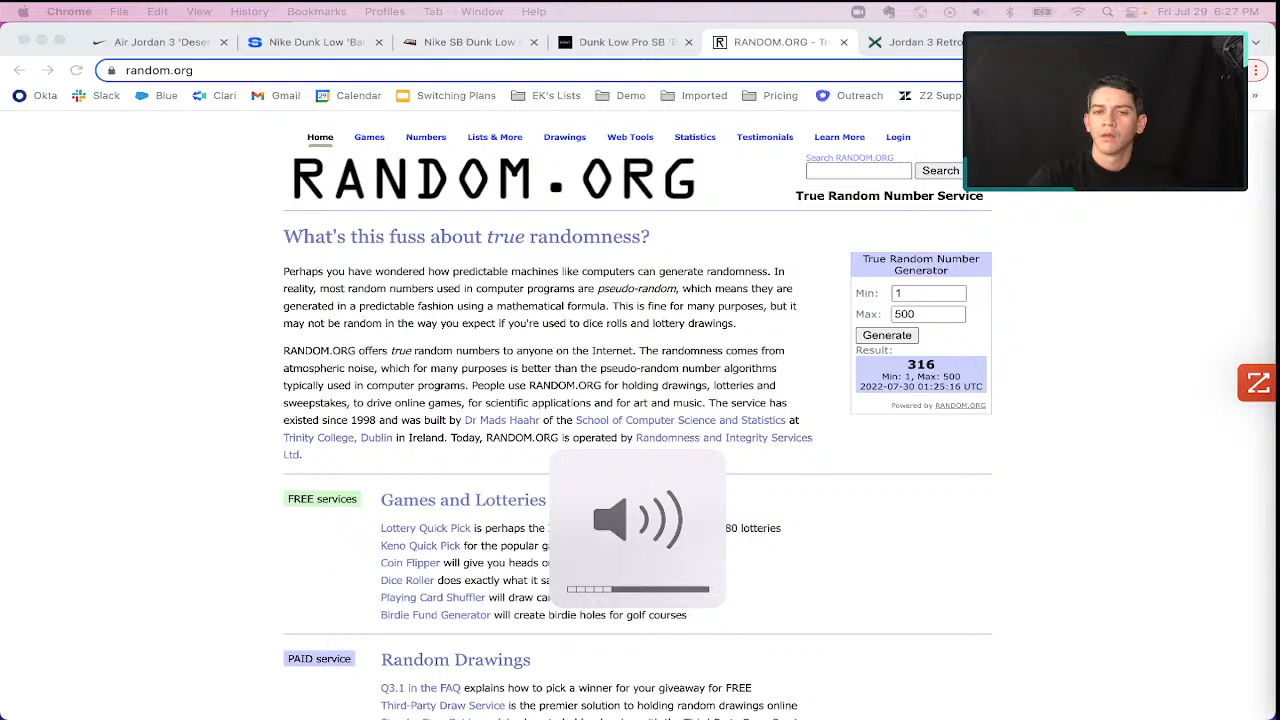 Chrome File Edit View History Bookmarks Profiles Tab Window Help Fri Jul 29 6:27 PM
Air Jordan 3 'Deser Nike Dunk Low 'Ba Nike SB Dunk Low Dunk Low Pro SB 'B RANDOM.ORG - Tr Jordan 3 Retro
random.org
Okta Slack Blue Clari Gmail Calendar Switching Plans EK's Lists Demo Imported Pricing Outreach Z2 Supp »
Home Games Numbers Lists & More Drawings Web Tools Statistics Testimonials Learn More Login
RANDOM.ORG
Search RANDOM.ORG
Search
True Random Number Service
What's this fuss about true randomness?
Perhaps you have wondered how predictable machines like computers can generate randomness. In
reality, most random numbers used in computer programs are pseudo-random, which means they are
generated in a predictable fashion using a mathematical formula. This is fine for many purposes, but it
may not be random in the way you expect if you're used to dice rolls and lottery drawings.
RANDOM.ORG offers true random numbers to anyone on the Internet. The randomness comes from
atmospheric noise, which for many purposes is better than the pseudo-random number algorithms
typically used in computer programs. People use RANDOM.ORG for holding drawings, lotteries and
sweepstakes, to drive online games, for scientific applications and for art and music. The service has
existed since 1998 and was built by Dr Mads Haahr of the School of Computer Science and Statistics at
Trinity College, Dublin in Ireland. Today, RANDOM.ORG is operated by Randomness and Integrity Services
Ltd.
True Random Number
Generator
Min: 1
Max: 500
Generate
Result:
316
Min: 1, Max: 500
2022-07-30 01:25:16 UTC
Powered by RANDOM.ORG
FREE services
Games and Lotteries
Lottery Quick Pick is perhaps the 80 lotteries
Keno Quick Pick for the popular
Coin Flipper will give you heads
Dice Roller does exactly what it
Playing Card Shuffler will draw
Birdie Fund Generator will create birdie holes for golf courses
PAID service
Random Drawings
Q3.1 in the FAQ explains how to pick a winner for your giveaway for FREE
Third-Party Draw Service is the premier solution to holding random drawings online